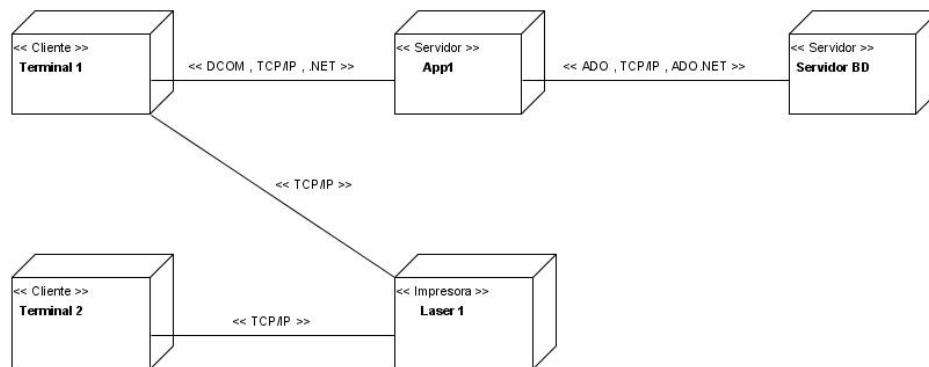 << Cliente >>
Terminal 1
<< DCOM , TCP/IP , .NET >>
<< Servidor >>
App1
<< ADO , TCP/IP , ADO.NET >>
<< Servidor >>
Servidor BD
<< TCP/IP >>
<< Cliente >>
Terminal 2
<< TCP/IP >>
<< Impresora >>
Laser 1